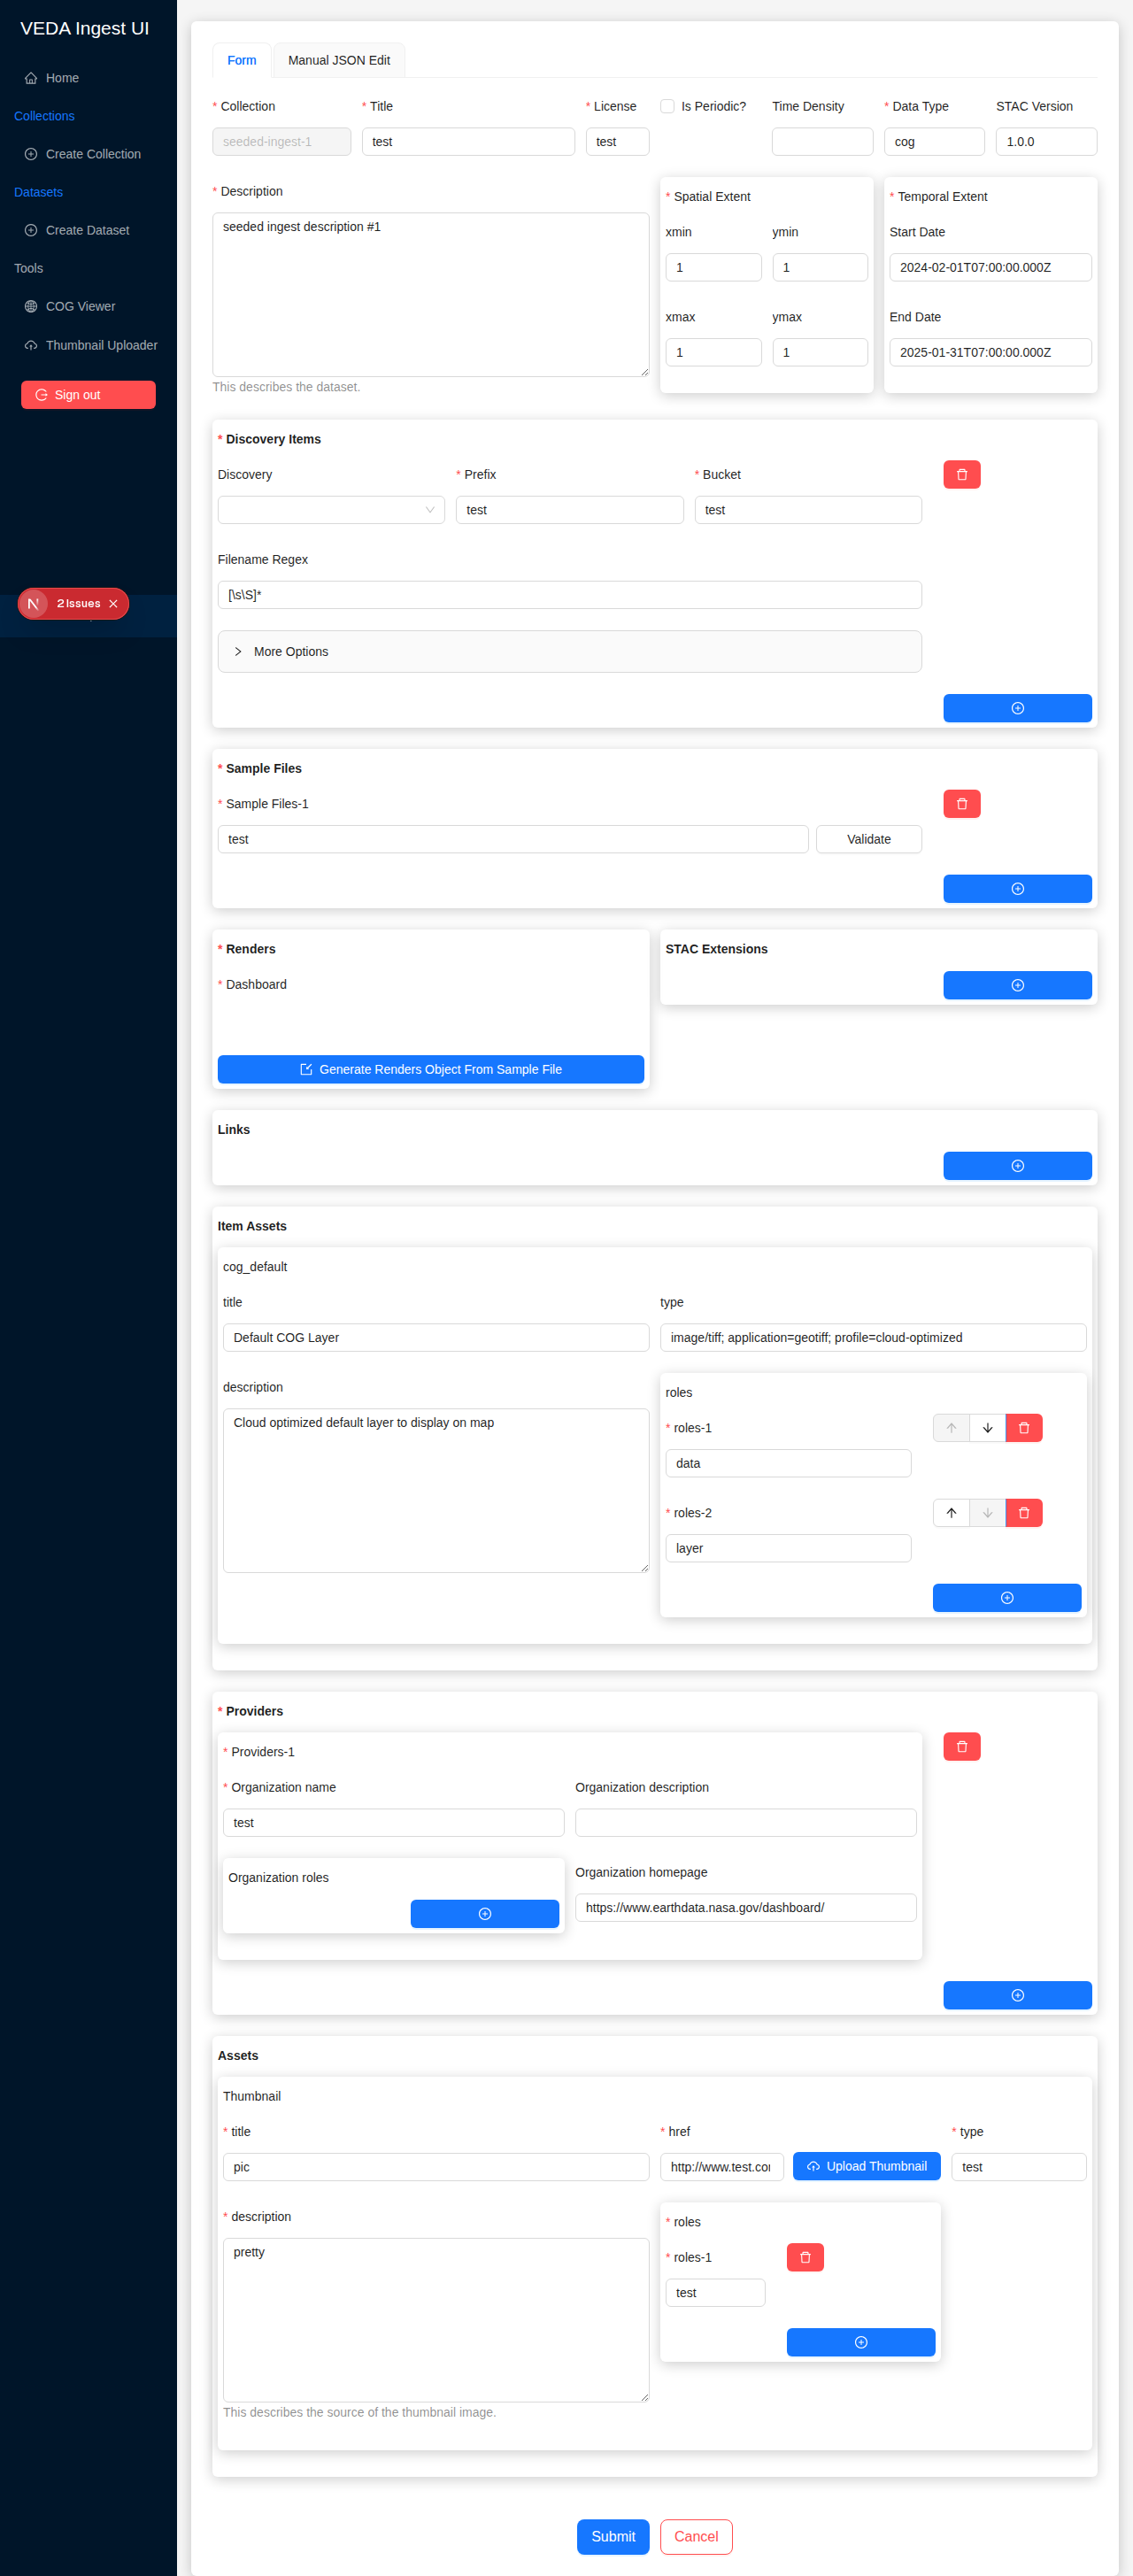 VEDA Ingest UI
Home
Collections
Create Collection
Datasets
Create Dataset
Tools
COG Viewer
Thumbnail Uploader
Sign out
2 Issues
Form
Manual JSON Edit
* Collection
* Title
* License
Is Periodic?
Time Density
* Data Type
STAC Version
seeded-ingest-1
test
test
cog
1.0.0
* Description
seeded ingest description #1
This describes the dataset.
* Spatial Extent
xmin
ymin
1
1
xmax
ymax
1
1
* Temporal Extent
Start Date
2024-02-01T07:00:00.000Z
End Date
2025-01-31T07:00:00.000Z
* Discovery Items
Discovery
* Prefix
* Bucket
test
test
Filename Regex
[\s\S]*
More Options
* Sample Files
* Sample Files-1
test
Validate
* Renders
* Dashboard
Generate Renders Object From Sample File
STAC Extensions
Links
Item Assets
cog_default
title
type
Default COG Layer
image/tiff; application=geotiff; profile=cloud-optimized
description
Cloud optimized default layer to display on map
roles
* roles-1
data
* roles-2
layer
* Providers
* Providers-1
* Organization name
Organization description
test
Organization roles
Organization homepage
https://www.earthdata.nasa.gov/dashboard/
Assets
Thumbnail
* title
* href
* type
pic
http://www.test.co
Upload Thumbnail
test
* description
pretty
This describes the source of the thumbnail image.
* roles
* roles-1
test
Submit
Cancel